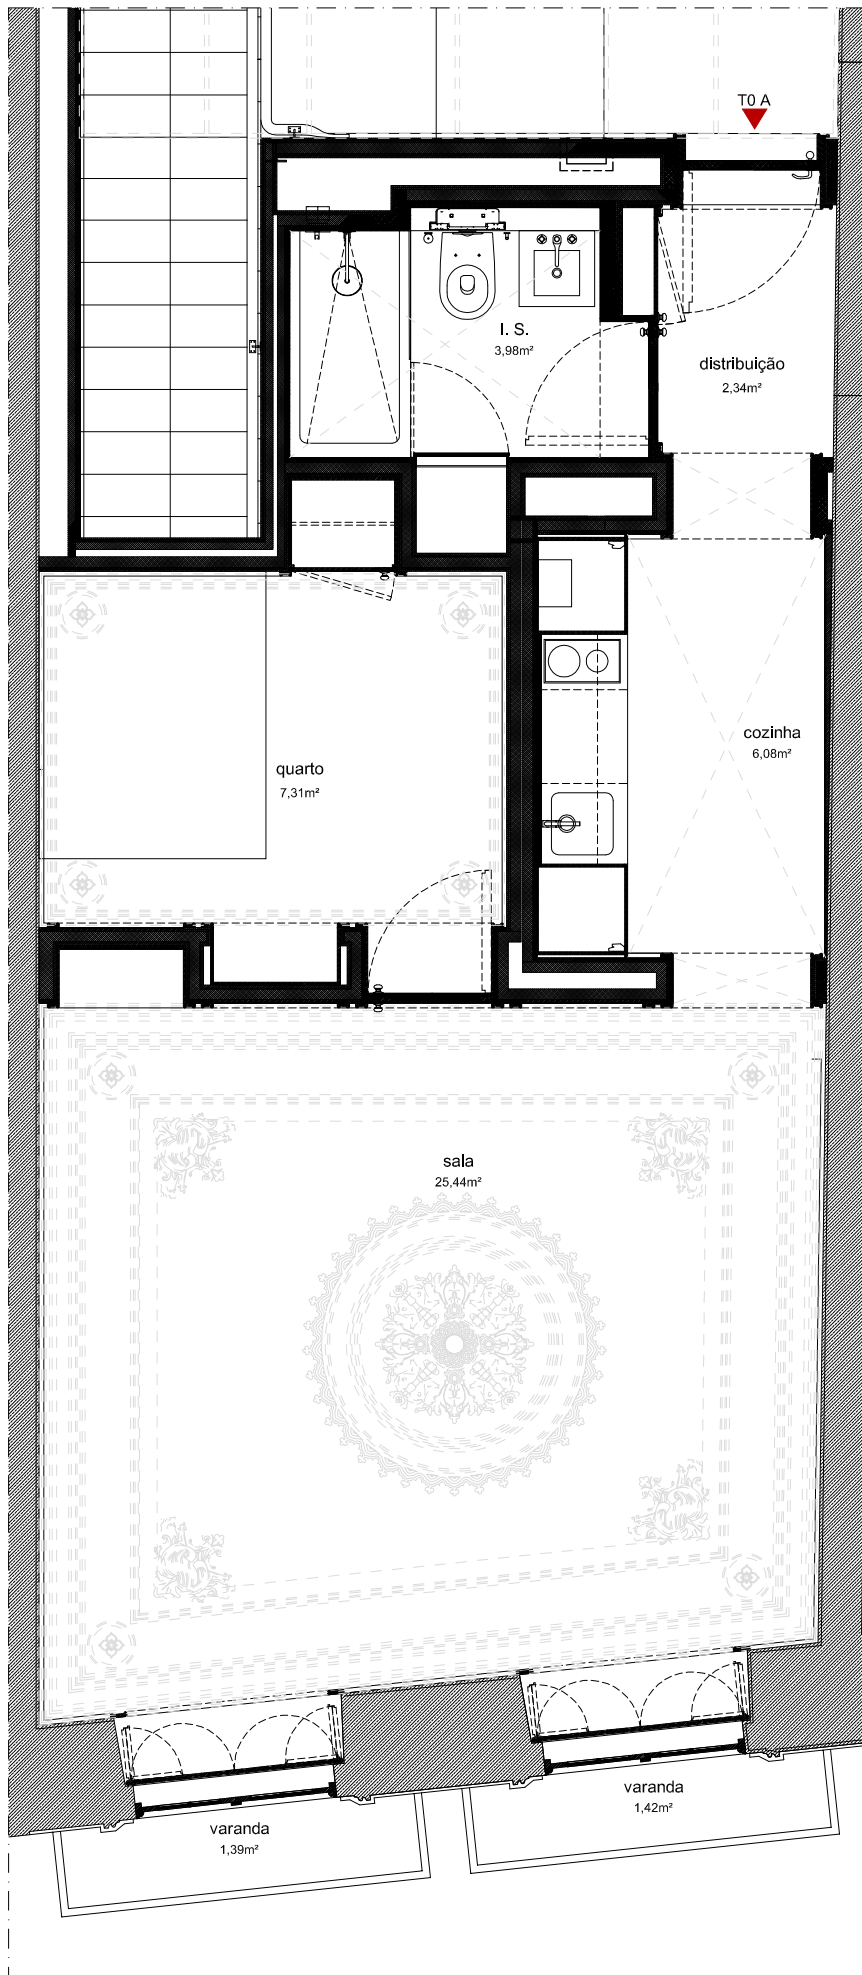 T0 A
I. S.
3,98m²
distribuição
2,34m²
cozinha
6,08m²
quarto
7,31m²
sala
25,44m²
varanda
1,42m²
varanda
1,39m²